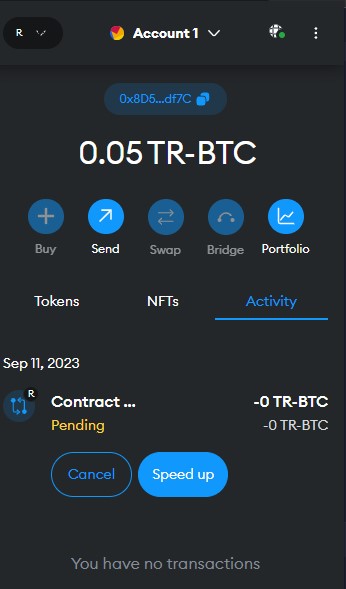 R
Account 1
0x8D5...df7C
0.05 TR-BTC
Buy
Send
Swap
Bridge
Portfolio
Tokens
NFTs
Activity
Sep 11, 2023
R
Contract ...
-0 TR-BTC
Pending
-0 TR-BTC
Cancel
Speed up
You have no transactions